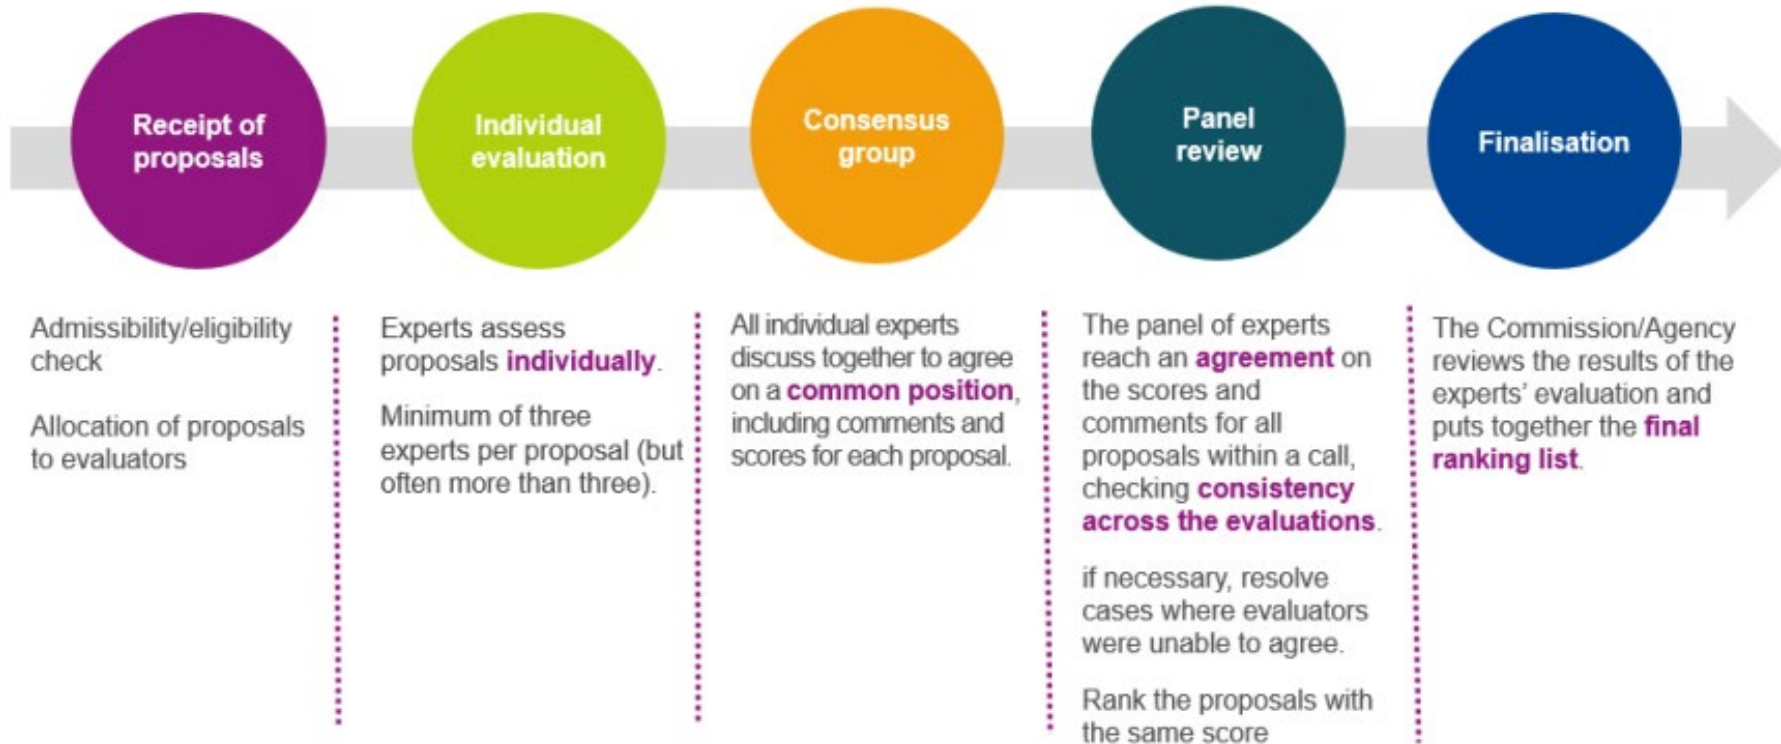 Receipt of
proposals
Individual
evaluation
Consensus
group
Panel
review
Finalisation
Admissibility/eligibility
check
Allocation of proposals
to evaluators
Experts assess
proposals individually.
Minimum of three
experts per proposal (but
often more than three).
All individual experts
discuss together to agree
on a common position,
including comments and
scores for each proposal.
The panel of experts
reach an agreement on
the scores and
comments for all
proposals within a call,
checking consistency
across the evaluations.
if necessary, resolve
cases where evaluators
were unable to agree.
Rank the proposals with
the same score
The Commission/Agency
reviews the results of the
experts’ evaluation and
puts together the final
ranking list.